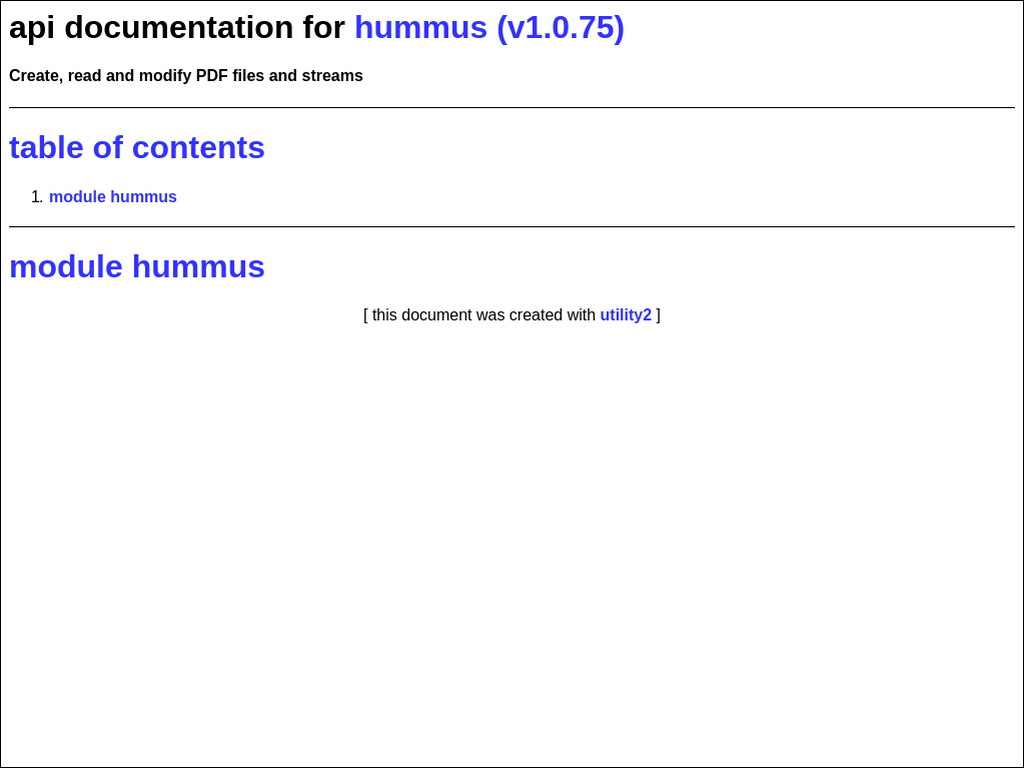 api documentation for hummus (v1.0.75)
Create, read and modify PDF files and streams
table of contents
1. module hummus
module hummus
[ this document was created with utility2 ]